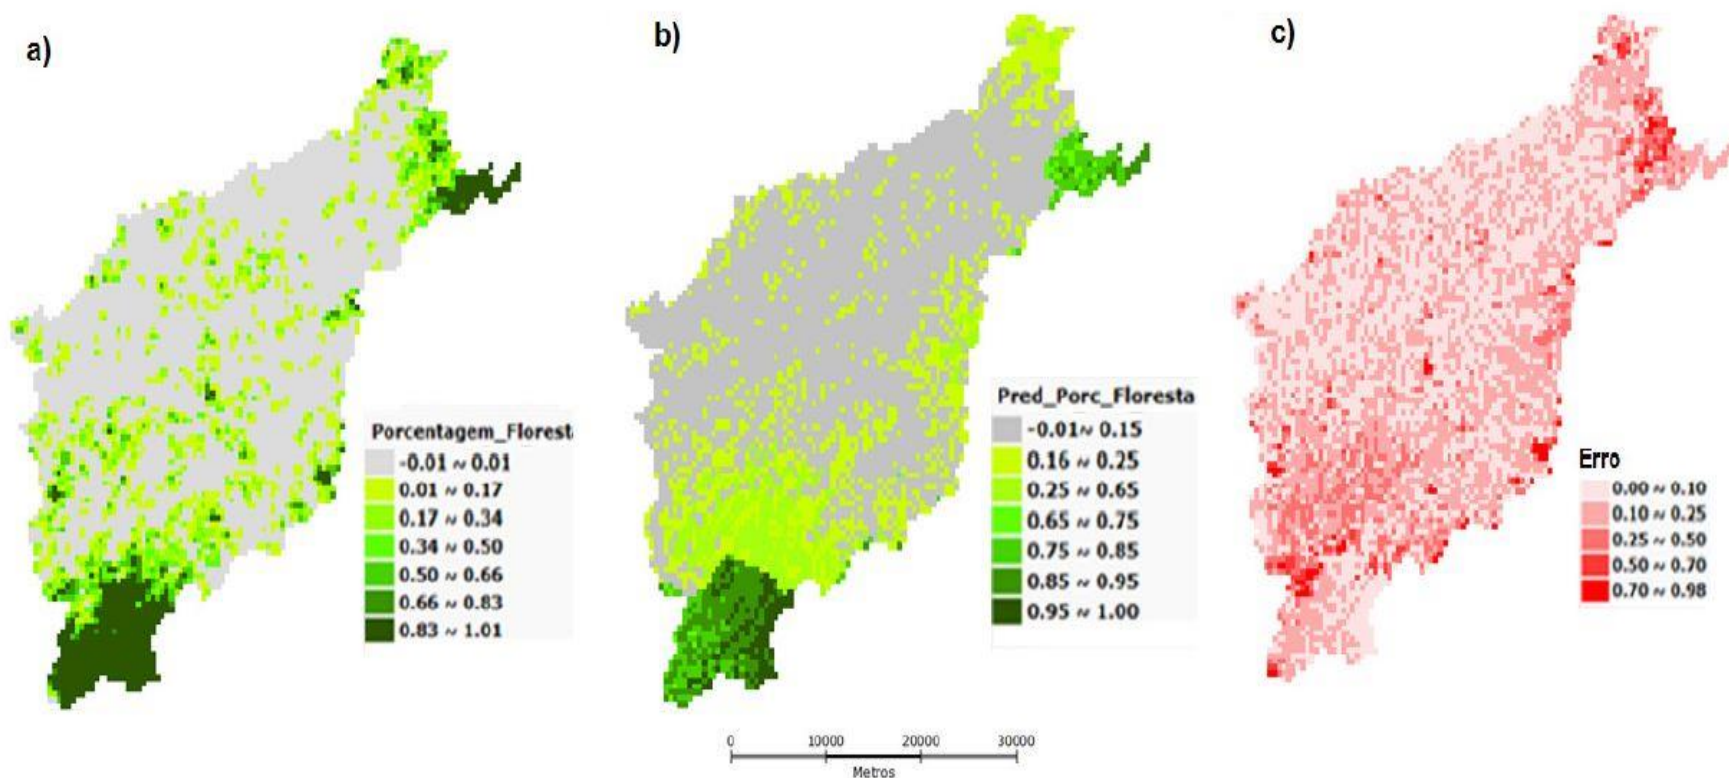 a)
b)
c)
Porcentagem_Florest
-0.01 ~ 0.01
0.01 ~ 0.17
0.17 ~ 0.34
0.34 ~ 0.50
0.50 ~ 0.66
0.66 ~ 0.83
0.83 ~ 1.01
Pred_Porc_Floresta
-0.01~ 0.15
0.16 ~ 0.25
0.25 ~ 0.65
0.65 ~ 0.75
0.75 ~ 0.85
0.85 ~ 0.95
0.95 ~ 1.00
Erro
0.00 ~ 0.10
0.10 ~ 0.25
0.25 ~ 0.50
0.50 ~ 0.70
0.70 ~ 0.98
0 10000 20000 30000
Metros